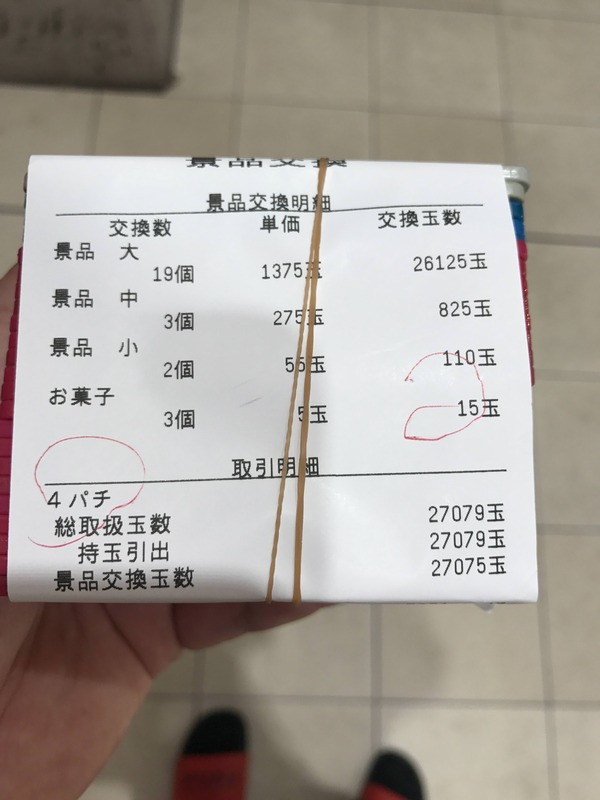 景品交換
景品交換明細
交換数 単価 交換玉数
景品 大
19個 1375玉 26125玉
景品 中
3個 275玉 825玉
景品 小
2個 55玉 110玉
お菓子
3個 5玉 15玉
取引明細
4パチ
総取扱玉数 27079玉
持玉引出 27079玉
景品交換玉数 27075玉